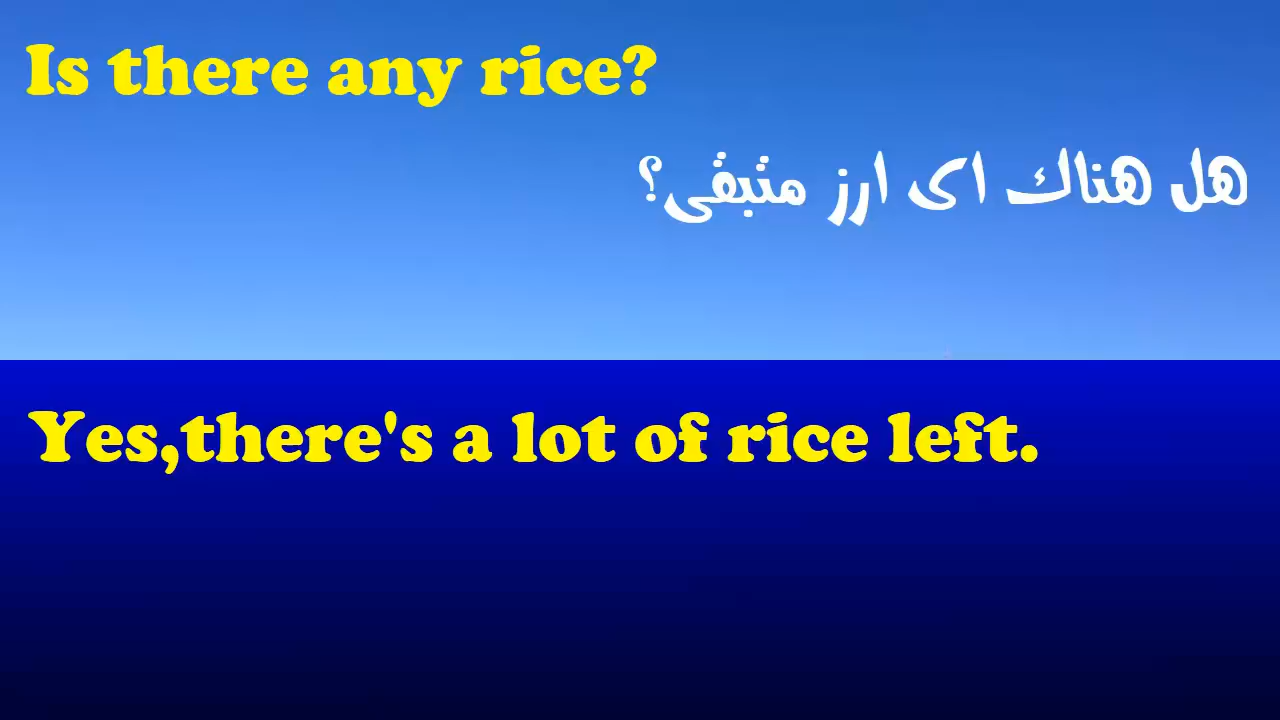 Is there any rice?
هل هناك اى ارز متبقى؟
Yes,there's a lot of rice left.